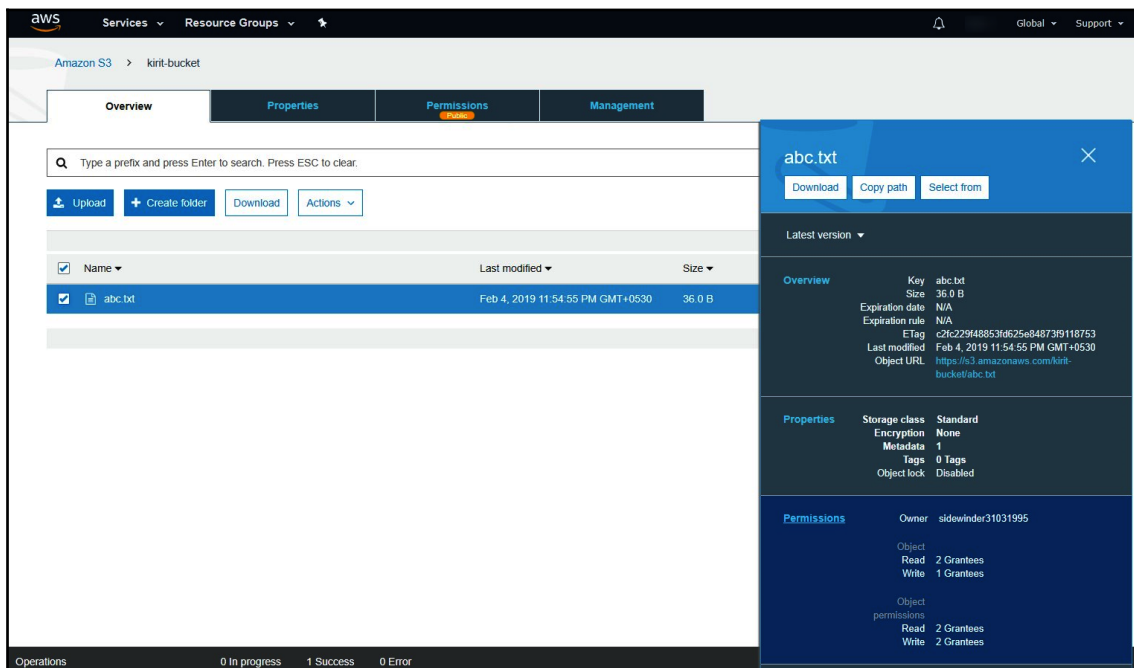 aws Services Resource Groups Global Support
Amazon S3 > kirit-bucket
Overview Properties Permissions Management
Public
Type a prefix and press Enter to search. Press ESC to clear.
Upload + Create folder Download Actions
Name Last modified Size
abc.txt Feb 4, 2019 11:54:55 PM GMT+0530 36.0 B
abc.txt
Download Copy path Select from
Latest version
Overview Key abc.txt
Size 36.0 B
Expiration date N/A
Expiration rule N/A
ETag c2fc229f48853fd625e84873f9118753
Last modified Feb 4, 2019 11:54:55 PM GMT+0530
Object URL https://s3.amazonaws.com/kirit-
bucket/abc.txt
Properties Storage class Standard
Encryption None
Metadata 1
Tags 0 Tags
Object lock Disabled
Permissions Owner sidewinder31031995
Object
Read 2 Grantees
Write 1 Grantees
Object
permissions
Read 2 Grantees
Write 2 Grantees
Operations 0 In progress 1 Success 0 Error